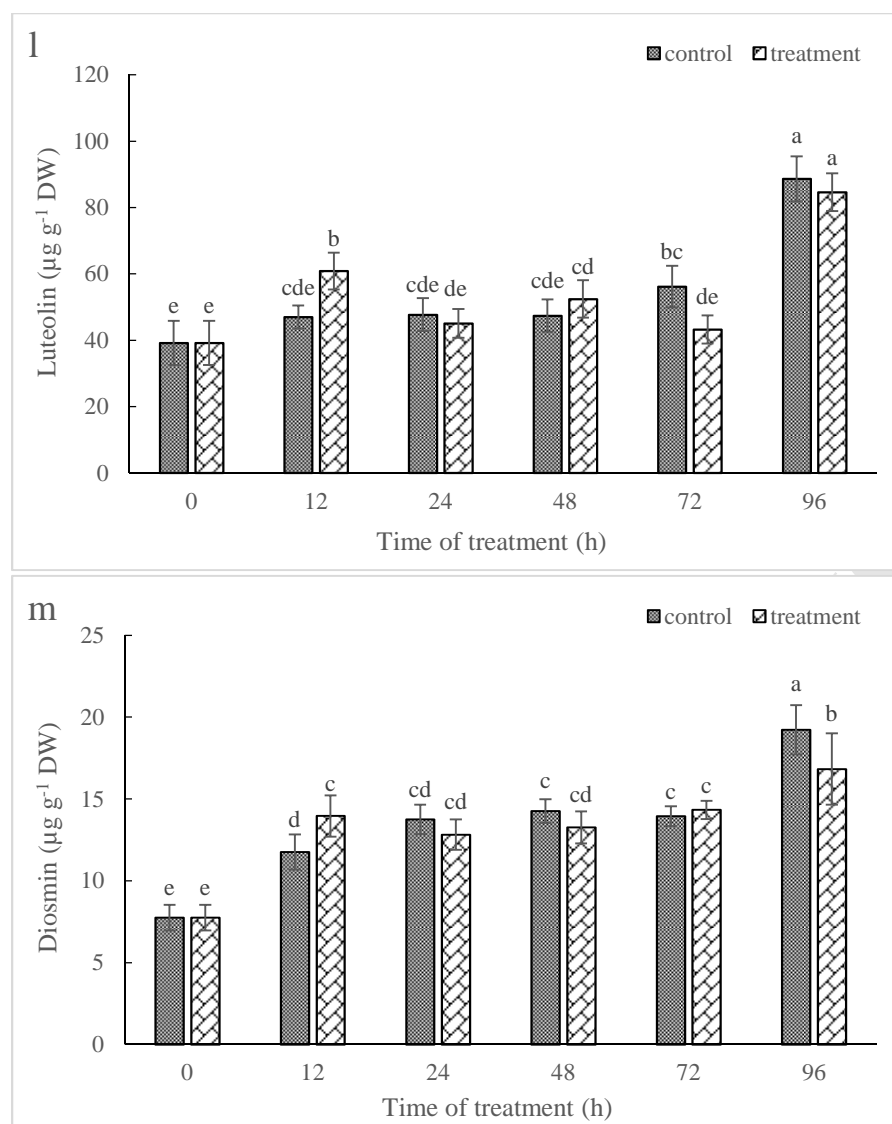 l
control treatment
120
100
80
60
40
20
0
Luteolin (µg g-1 DW)
e e cde b cde de cde cd bc de a a
0 12 24 48 72 96
Time of treatment (h)
m
control treatment
25
20
15
10
5
0
Diosmin (µg g-1 DW)
e e d c cd cd c cd c c a b
0 12 24 48 72 96
Time of treatment (h)